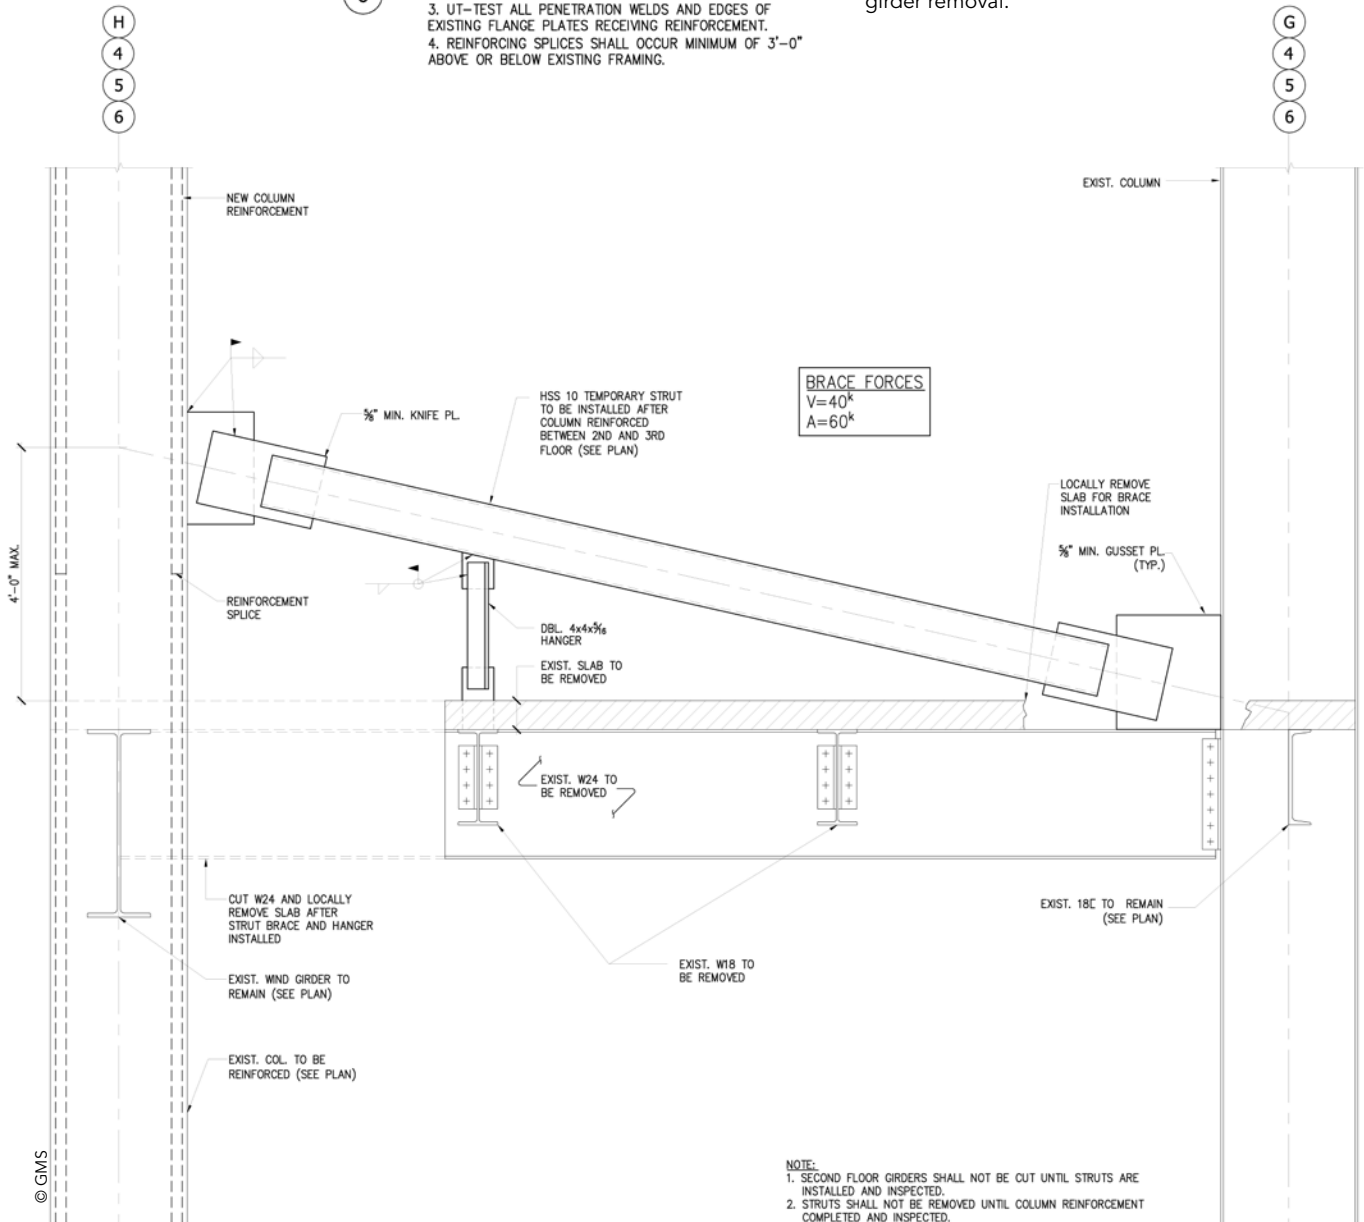 girder removal.
3. UT-TEST ALL PENETRATION WELDS AND EDGES OF
EXISTING FLANGE PLATES RECEIVING REINFORCEMENT.
4. REINFORCING SPLICES SHALL OCCUR MINIMUM OF 3'-0"
ABOVE OR BELOW EXISTING FRAMING.
H
4
5
6
G
4
5
6
NEW COLUMN
REINFORCEMENT
EXIST. COLUMN
⅝" MIN. KNIFE PL.
HSS 10 TEMPORARY STRUT
TO BE INSTALLED AFTER
COLUMN REINFORCED
BETWEEN 2ND AND 3RD
FLOOR (SEE PLAN)
BRACE FORCES
V=40ᵏ
A=60ᵏ
LOCALLY REMOVE
SLAB FOR BRACE
INSTALLATION
⅝" MIN. GUSSET PL.
(TYP.)
4'-0" MAX.
REINFORCEMENT
SPLICE
DBL. 4x4x5/16
HANGER
EXIST. SLAB TO
BE REMOVED
EXIST. W24 TO
BE REMOVED
CUT W24 AND LOCALLY
REMOVE SLAB AFTER
STRUT BRACE AND HANGER
INSTALLED
EXIST. 18[ TO REMAIN
(SEE PLAN)
EXIST. W18 TO
BE REMOVED
EXIST. WIND GIRDER TO
REMAIN (SEE PLAN)
EXIST. COL. TO BE
REINFORCED (SEE PLAN)
© GMS
NOTE:
1. SECOND FLOOR GIRDERS SHALL NOT BE CUT UNTIL STRUTS ARE
INSTALLED AND INSPECTED.
2. STRUTS SHALL NOT BE REMOVED UNTIL COLUMN REINFORCEMENT
COMPLETED AND INSPECTED.